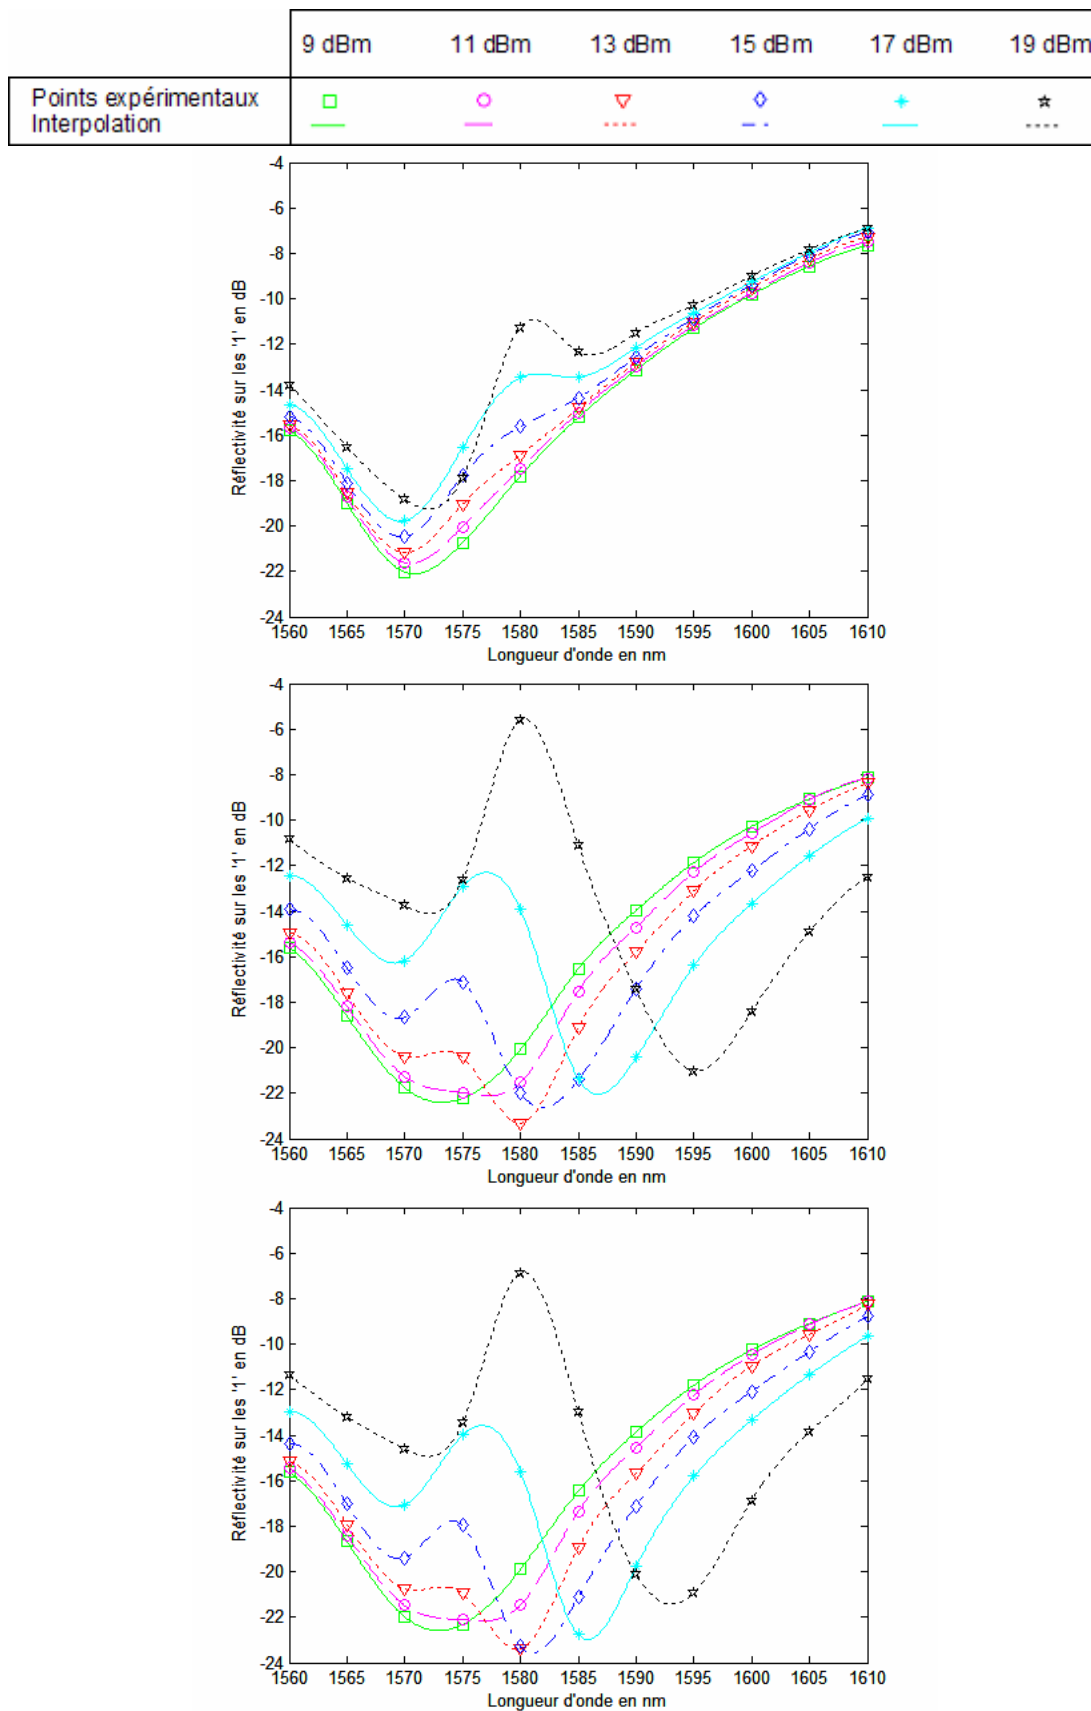 9 dBm 11 dBm 13 dBm 15 dBm 17 dBm 19 dBm
Points expérimentaux
Interpolation
Réflectivité sur les '1' en dB
-4
-6
-8
-10
-12
-14
-16
-18
-20
-22
-24
1560 1565 1570 1575 1580 1585 1590 1595 1600 1605 1610
Longueur d'onde en nm
Réflectivité sur les '1' en dB
-4
-6
-8
-10
-12
-14
-16
-18
-20
-22
-24
1560 1565 1570 1575 1580 1585 1590 1595 1600 1605 1610
Longueur d'onde en nm
Réflectivité sur les '1' en dB
-4
-6
-8
-10
-12
-14
-16
-18
-20
-22
-24
1560 1565 1570 1575 1580 1585 1590 1595 1600 1605 1610
Longueur d'onde en nm